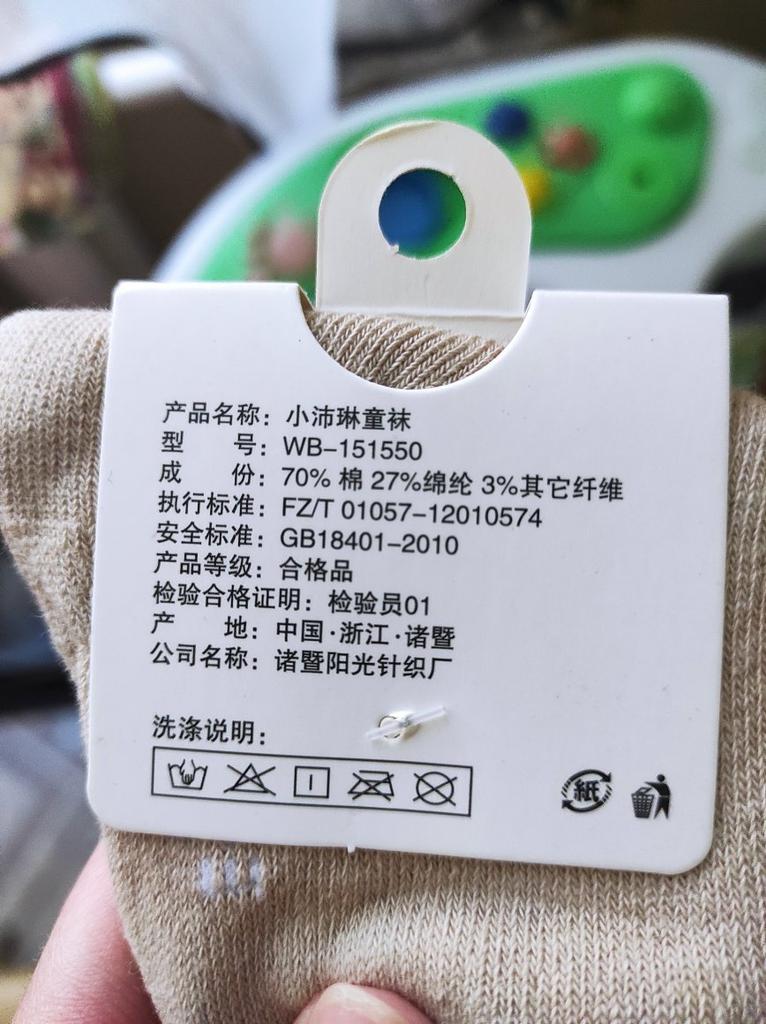 产品名称：小沛琳童袜
型 号：WB-151550
成 份：70% 棉 27%绵纶 3%其它纤维
执行标准：FZ/T 01057-12010574
安全标准：GB18401-2010
产品等级：合格品
检验合格证明：检验员01
产 地：中国·浙江·诸暨
公司名称：诸暨阳光针织厂
洗涤说明：
紙